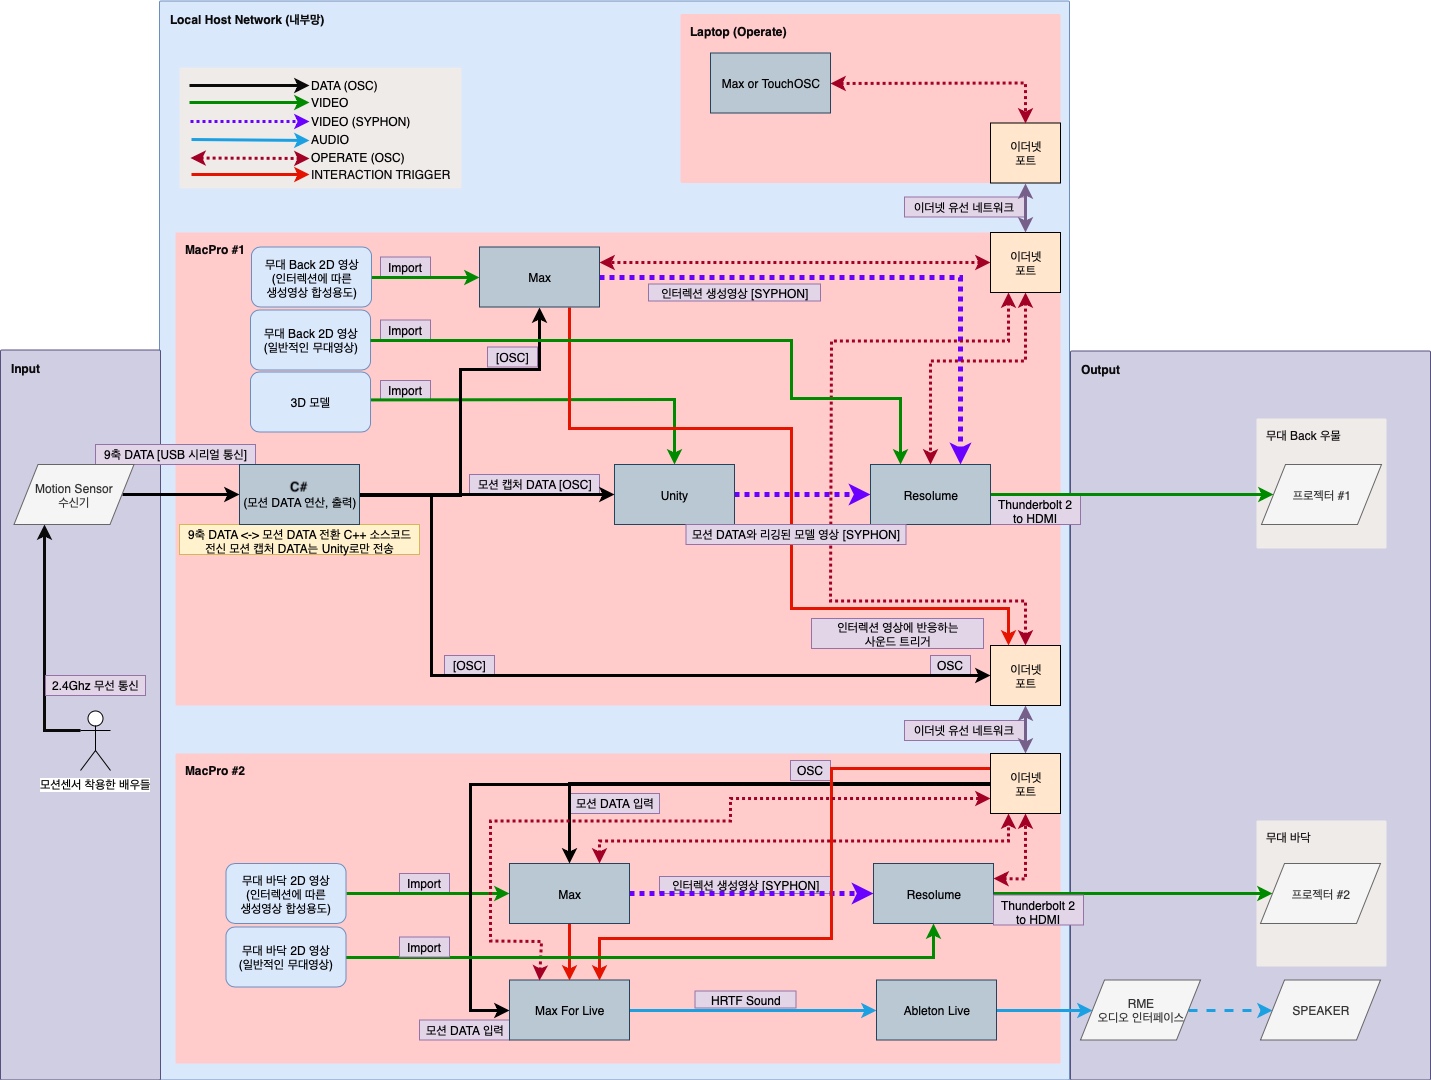 Local Host Network (내부망)
DATA (OSC)
VIDEO
VIDEO (SYPHON)
AUDIO
OPERATE (OSC)
INTERACTION TRIGGER
Laptop (Operate)
Max or TouchOSC
이더넷
포트
이더넷 유선 네트워크
MacPro #1
이더넷
포트
무대 Back 2D 영상
(인터렉션에 따른
생성영상 합성용도)
Import
Max
인터렉션 생성영상 [SYPHON]
무대 Back 2D 영상
(일반적인 무대영상)
Import
[OSC]
3D 모델
Import
Input
9축 DATA [USB 시리얼 통신]
Motion Sensor
수신기
C#
(모션 DATA 연산, 출력)
모션 캡처 DATA [OSC]
Unity
Resolume
Thunderbolt 2
to HDMI
9축 DATA <-> 모션 DATA 전환 C++ 소스코드
전신 모션 캡처 DATA는 Unity로만 전송
모션 DATA와 리깅된 모델 영상 [SYPHON]
인터렉션 영상에 반응하는
사운드 트리거
[OSC]
OSC
이더넷
포트
2.4Ghz 무선 통신
모션센서 착용한 배우들
Output
무대 Back 우물
프로젝터 #1
이더넷 유선 네트워크
MacPro #2
OSC
이더넷
포트
모션 DATA 입력
무대 바닥 2D 영상
(인터렉션에 따른
생성영상 합성용도)
Import
Max
인터렉션 생성영상 [SYPHON]
Resolume
Thunderbolt 2
to HDMI
무대 바닥 2D 영상
(일반적인 무대영상)
Import
Max For Live
모션 DATA 입력
HRTF Sound
Ableton Live
무대 바닥
프로젝터 #2
RME
오디오 인터페이스
SPEAKER